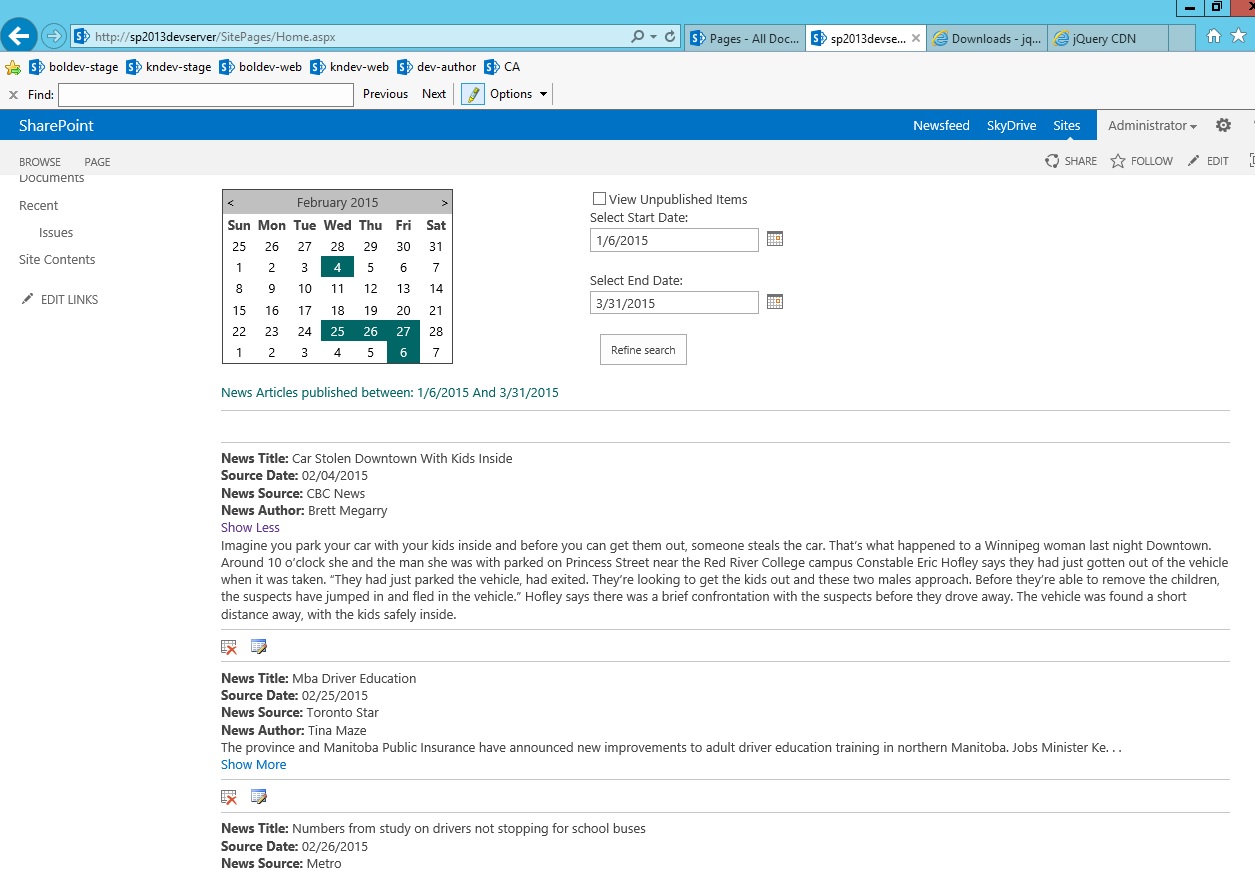 http://sp2013devserver/SitePages/Home.aspx
Pages - All Doc...
sp2013devse...
Downloads - jq...
jQuery CDN
boldev-stage kndev-stage boldev-web kndev-web dev-author CA
x Find: Previous Next Options
SharePoint Newsfeed SkyDrive Sites Administrator
BROWSE PAGE SHARE FOLLOW EDIT
Documents
Recent
Issues
Site Contents
EDIT LINKS
< February 2015 >
Sun Mon Tue Wed Thu Fri Sat
25 26 27 28 29 30 31
1 2 3 4 5 6 7
8 9 10 11 12 13 14
15 16 17 18 19 20 21
22 23 24 25 26 27 28
1 2 3 4 5 6 7
View Unpublished Items
Select Start Date:
1/6/2015
Select End Date:
3/31/2015
Refine search
News Articles published between: 1/6/2015 And 3/31/2015
News Title: Car Stolen Downtown With Kids Inside
Source Date: 02/04/2015
News Source: CBC News
News Author: Brett Megarry
Show Less
Imagine you park your car with your kids inside and before you can get them out, someone steals the car. That’s what happened to a Winnipeg woman last night Downtown.
Around 10 o’clock she and the man she was with parked on Princess Street near the Red River College campus Constable Eric Hofley says they had just gotten out of the vehicle
when it was taken. “They had just parked the vehicle, had exited. They’re looking to get the kids out and these two males approach. Before they’re able to remove the children,
the suspects have jumped in and fled in the vehicle.” Hofley says there was a brief confrontation with the suspects before they drove away. The vehicle was found a short
distance away, with the kids safely inside.
News Title: Mba Driver Education
Source Date: 02/25/2015
News Source: Toronto Star
News Author: Tina Maze
The province and Manitoba Public Insurance have announced new improvements to adult driver education training in northern Manitoba. Jobs Minister Ke. . .
Show More
News Title: Numbers from study on drivers not stopping for school buses
Source Date: 02/26/2015
News Source: Metro